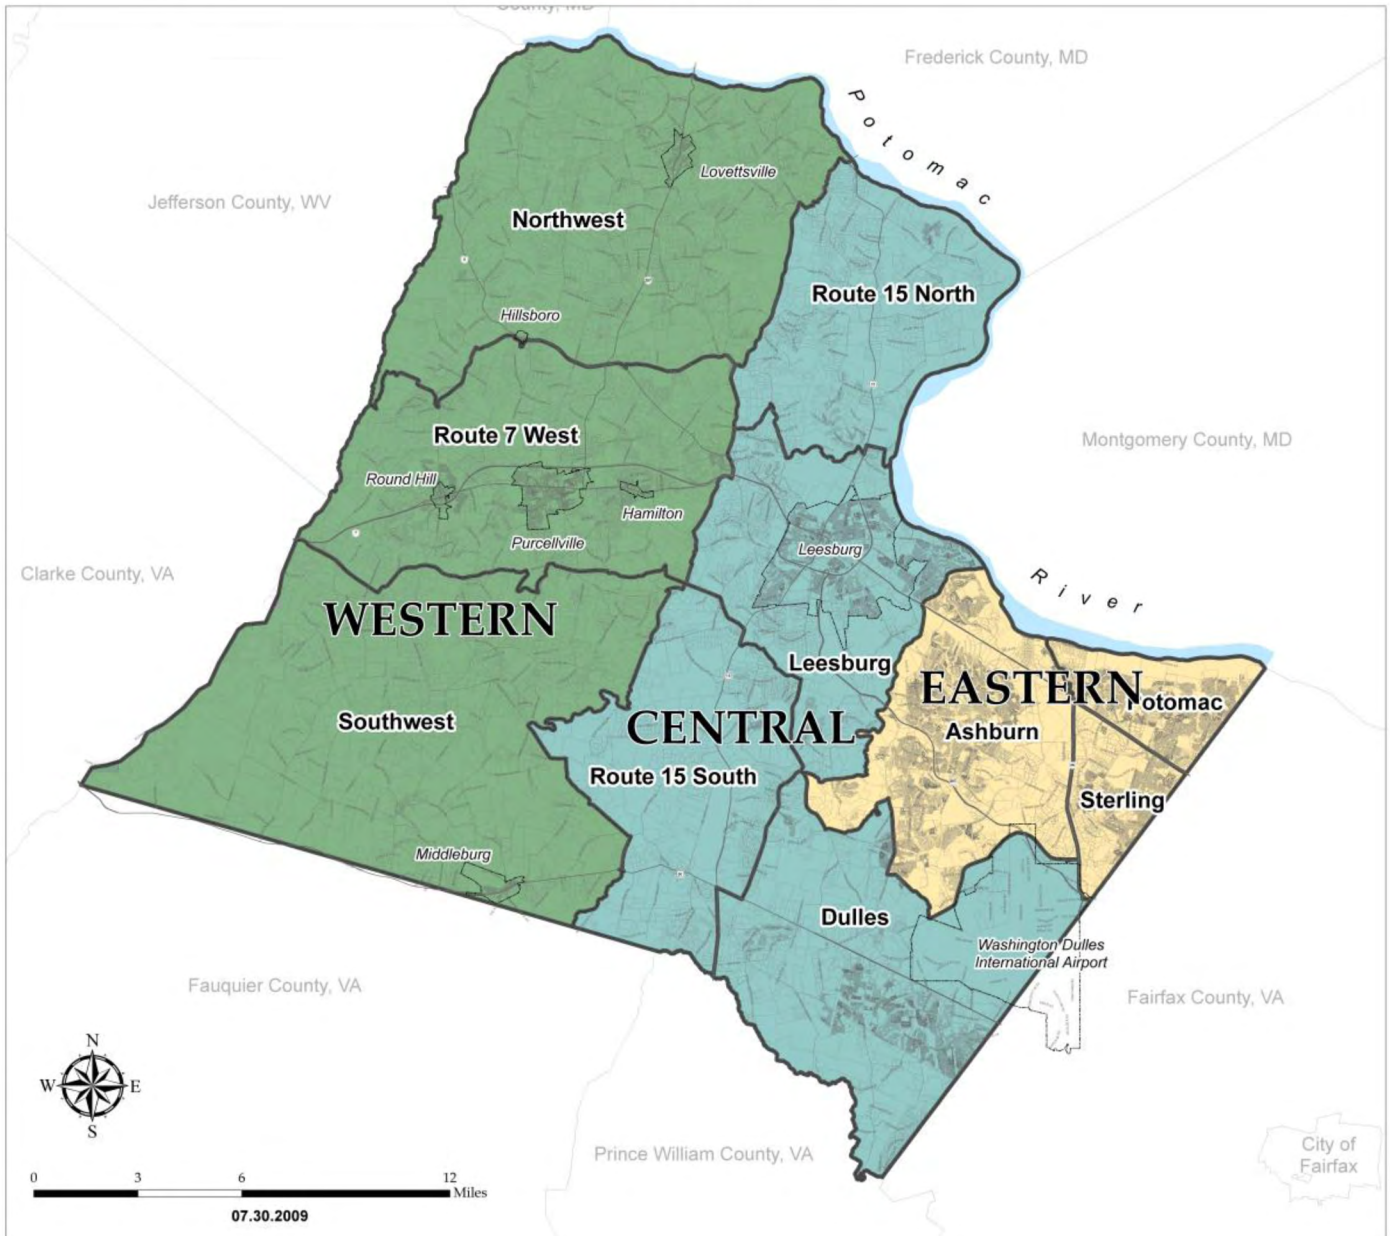 County, MD
Frederick County, MD
Potomac
Lovettsville
Jefferson County, WV
Northwest
Route 15 North
Hillsboro
Route 7 West
Montgomery County, MD
Round Hill
Hamilton
Purcellville
Leesburg
Clarke County, VA
River
WESTERN
Leesburg
EASTERN
Potomac
Southwest
CENTRAL
Ashburn
Route 15 South
Sterling
Middleburg
Dulles
Washington Dulles
International Airport
Fauquier County, VA
Fairfax County, VA
N
W E
S
Prince William County, VA
City of
Fairfax
0 3 6 12
Miles
07.30.2009